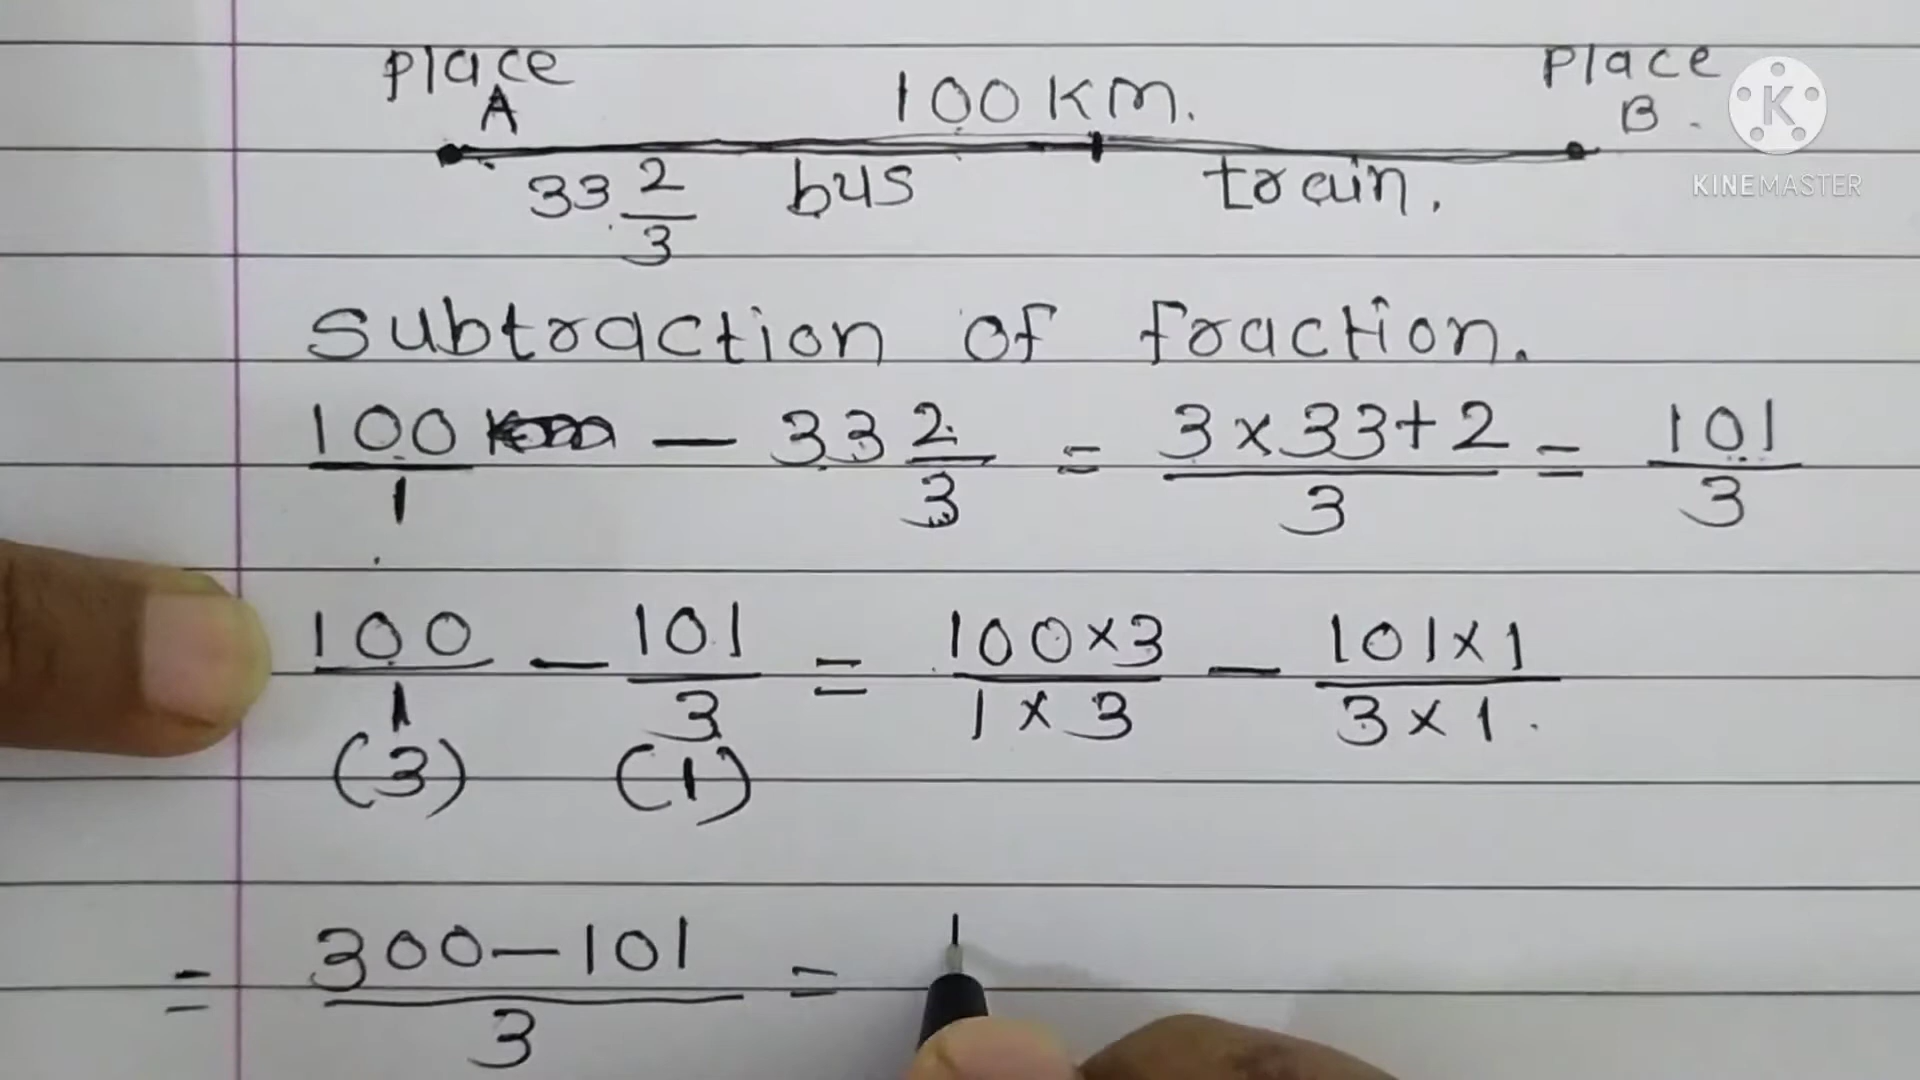 place 100 Km. place
A B.
K
KINEMASTER
33 2/3 bus train.
Subtraction of fraction.
100/1 — 33 2/3 = 3×33+2/3 = 101/3
100/1 — 101/3 = 100×3/1×3 — 101×1/3×1.
(3) (1)
= 300—101/3 = 1